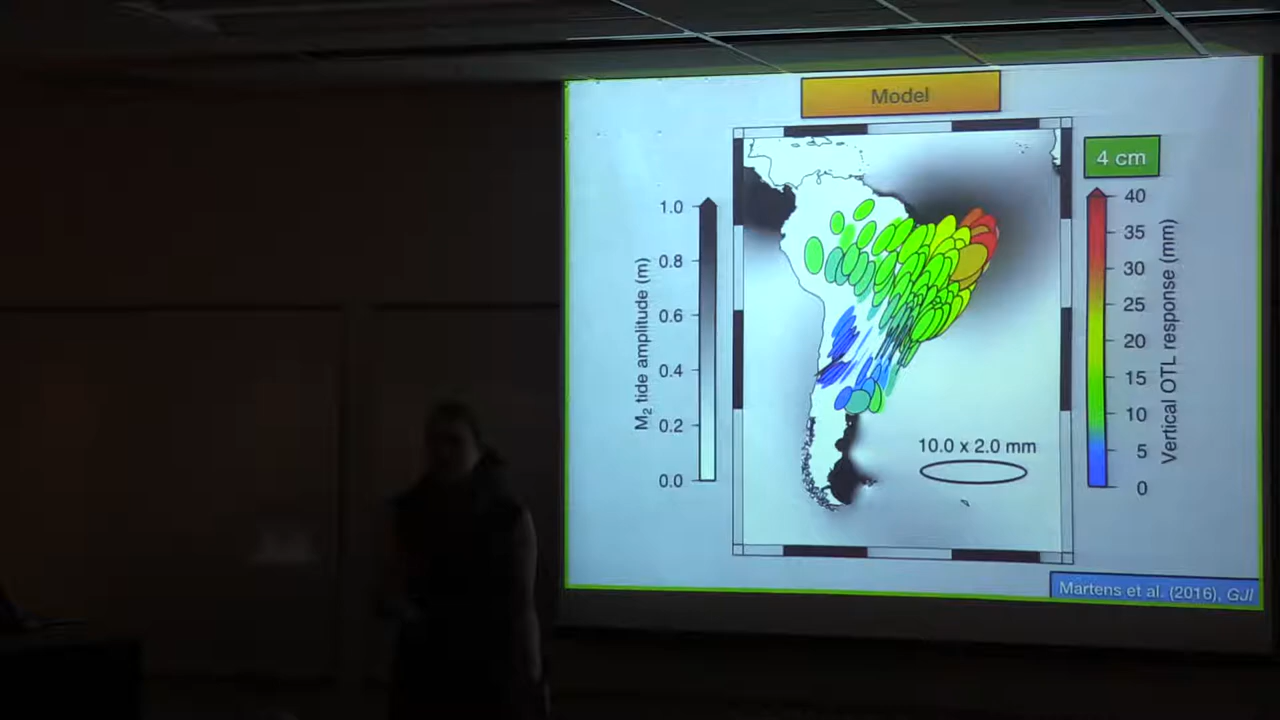 Model
4 cm
1.0
0.8
0.6
0.4
0.2
0.0
M2 tide amplitude (m)
10.0 x 2.0 mm
40
35
30
25
20
15
10
5
0
Vertical OTL response (mm)
Martens et al. (2016), GJI